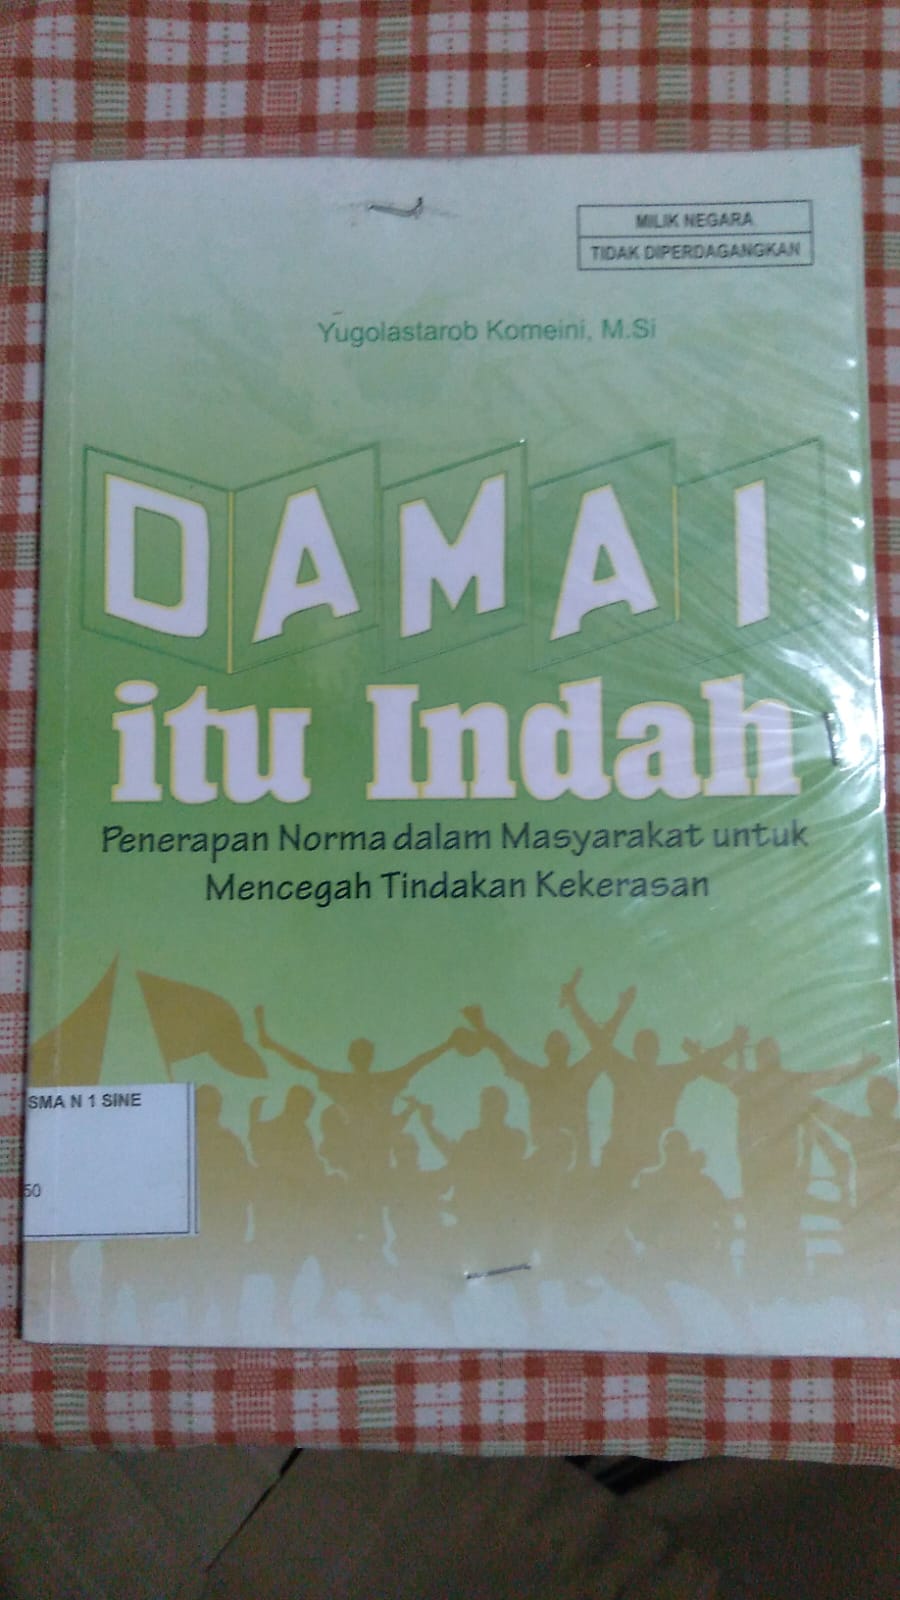 MILIK NEGARA
TIDAK DIPERDAGANGKAN
Yugolastarob Komeini, M.Si
DAMAI
itu Indah
Penerapan Norma dalam Masyarakat untuk
Mencegah Tindakan Kekerasan
SMA N 1 SINE
50